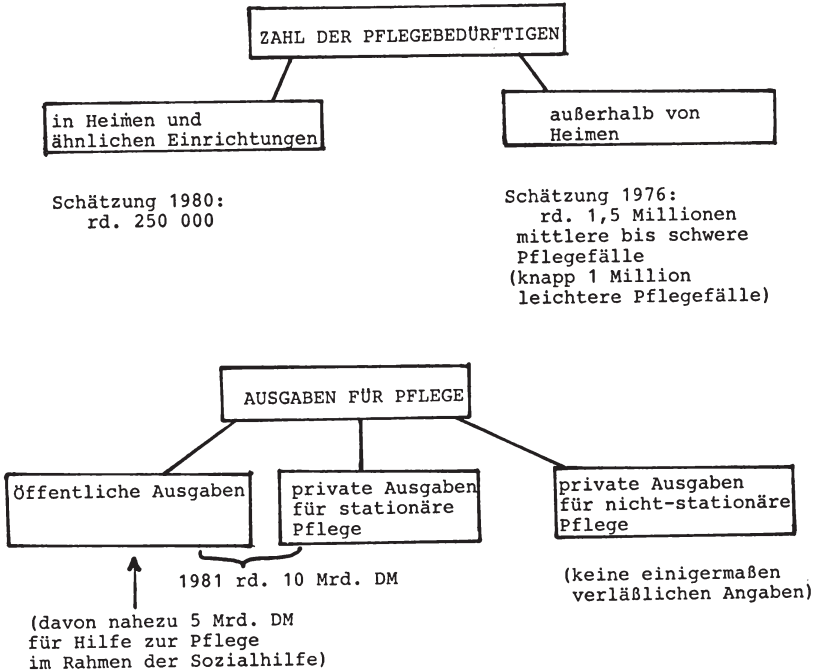 ZAHL DER PFLEGEBEDÜRFTIGEN
in Heimen und
ähnlichen Einrichtungen
außerhalb von
Heimen
Schätzung 1980:
rd. 250 000
Schätzung 1976:
rd. 1,5 Millionen
mittlere bis schwere
Pflegefälle
(knapp 1 Million
leichtere Pflegefälle)
AUSGABEN FÜR PFLEGE
öffentliche Ausgaben
private Ausgaben
für stationäre
Pflege
private Ausgaben
für nicht-stationäre
Pflege
1981 rd. 10 Mrd. DM
(keine einigermaßen
verläßlichen Angaben)
(davon nahezu 5 Mrd. DM
für Hilfe zur Pflege
im Rahmen der Sozialhilfe)